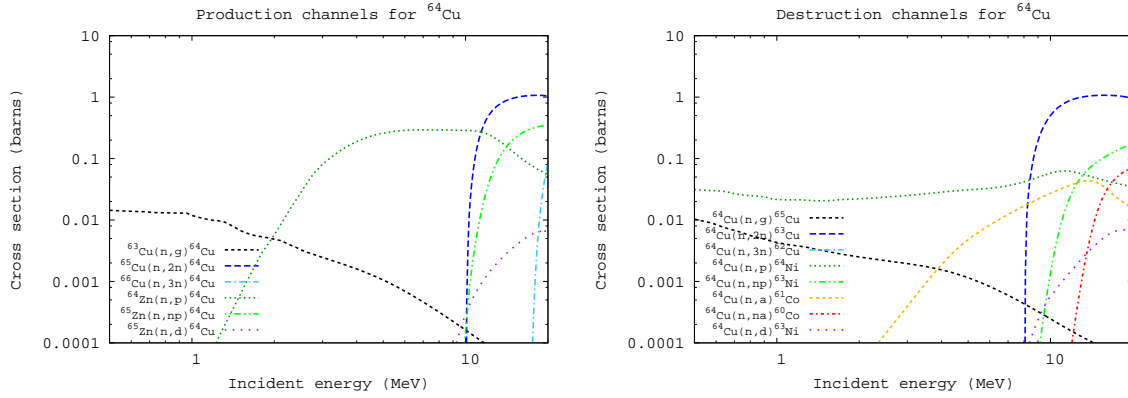 Production channels for ⁶⁴Cu
10
1
0.1
0.01
0.001
0.0001
Cross section (barns)
⁶³Cu(n,g)⁶⁴Cu
⁶⁵Cu(n,2n)⁶⁴Cu
⁶⁶Cu(n,3n)⁶⁴Cu
⁶⁴Zn(n,p)⁶⁴Cu
⁶⁵Zn(n,np)⁶⁴Cu
⁶⁵Zn(n,d)⁶⁴Cu
1
10
Incident energy (MeV)
Destruction channels for ⁶⁴Cu
10
1
0.1
0.01
0.001
0.0001
Cross section (barns)
⁶⁴Cu(n,g)⁶⁵Cu
⁶⁴Cu(n,2n)⁶³Cu
⁶⁴Cu(n,3n)⁶²Cu
⁶⁴Cu(n,p)⁶⁴Ni
⁶⁴Cu(n,np)⁶³Ni
⁶⁴Cu(n,a)⁶¹Co
⁶⁴Cu(n,na)⁶⁰Co
⁶⁴Cu(n,d)⁶³Ni
1
10
Incident energy (MeV)